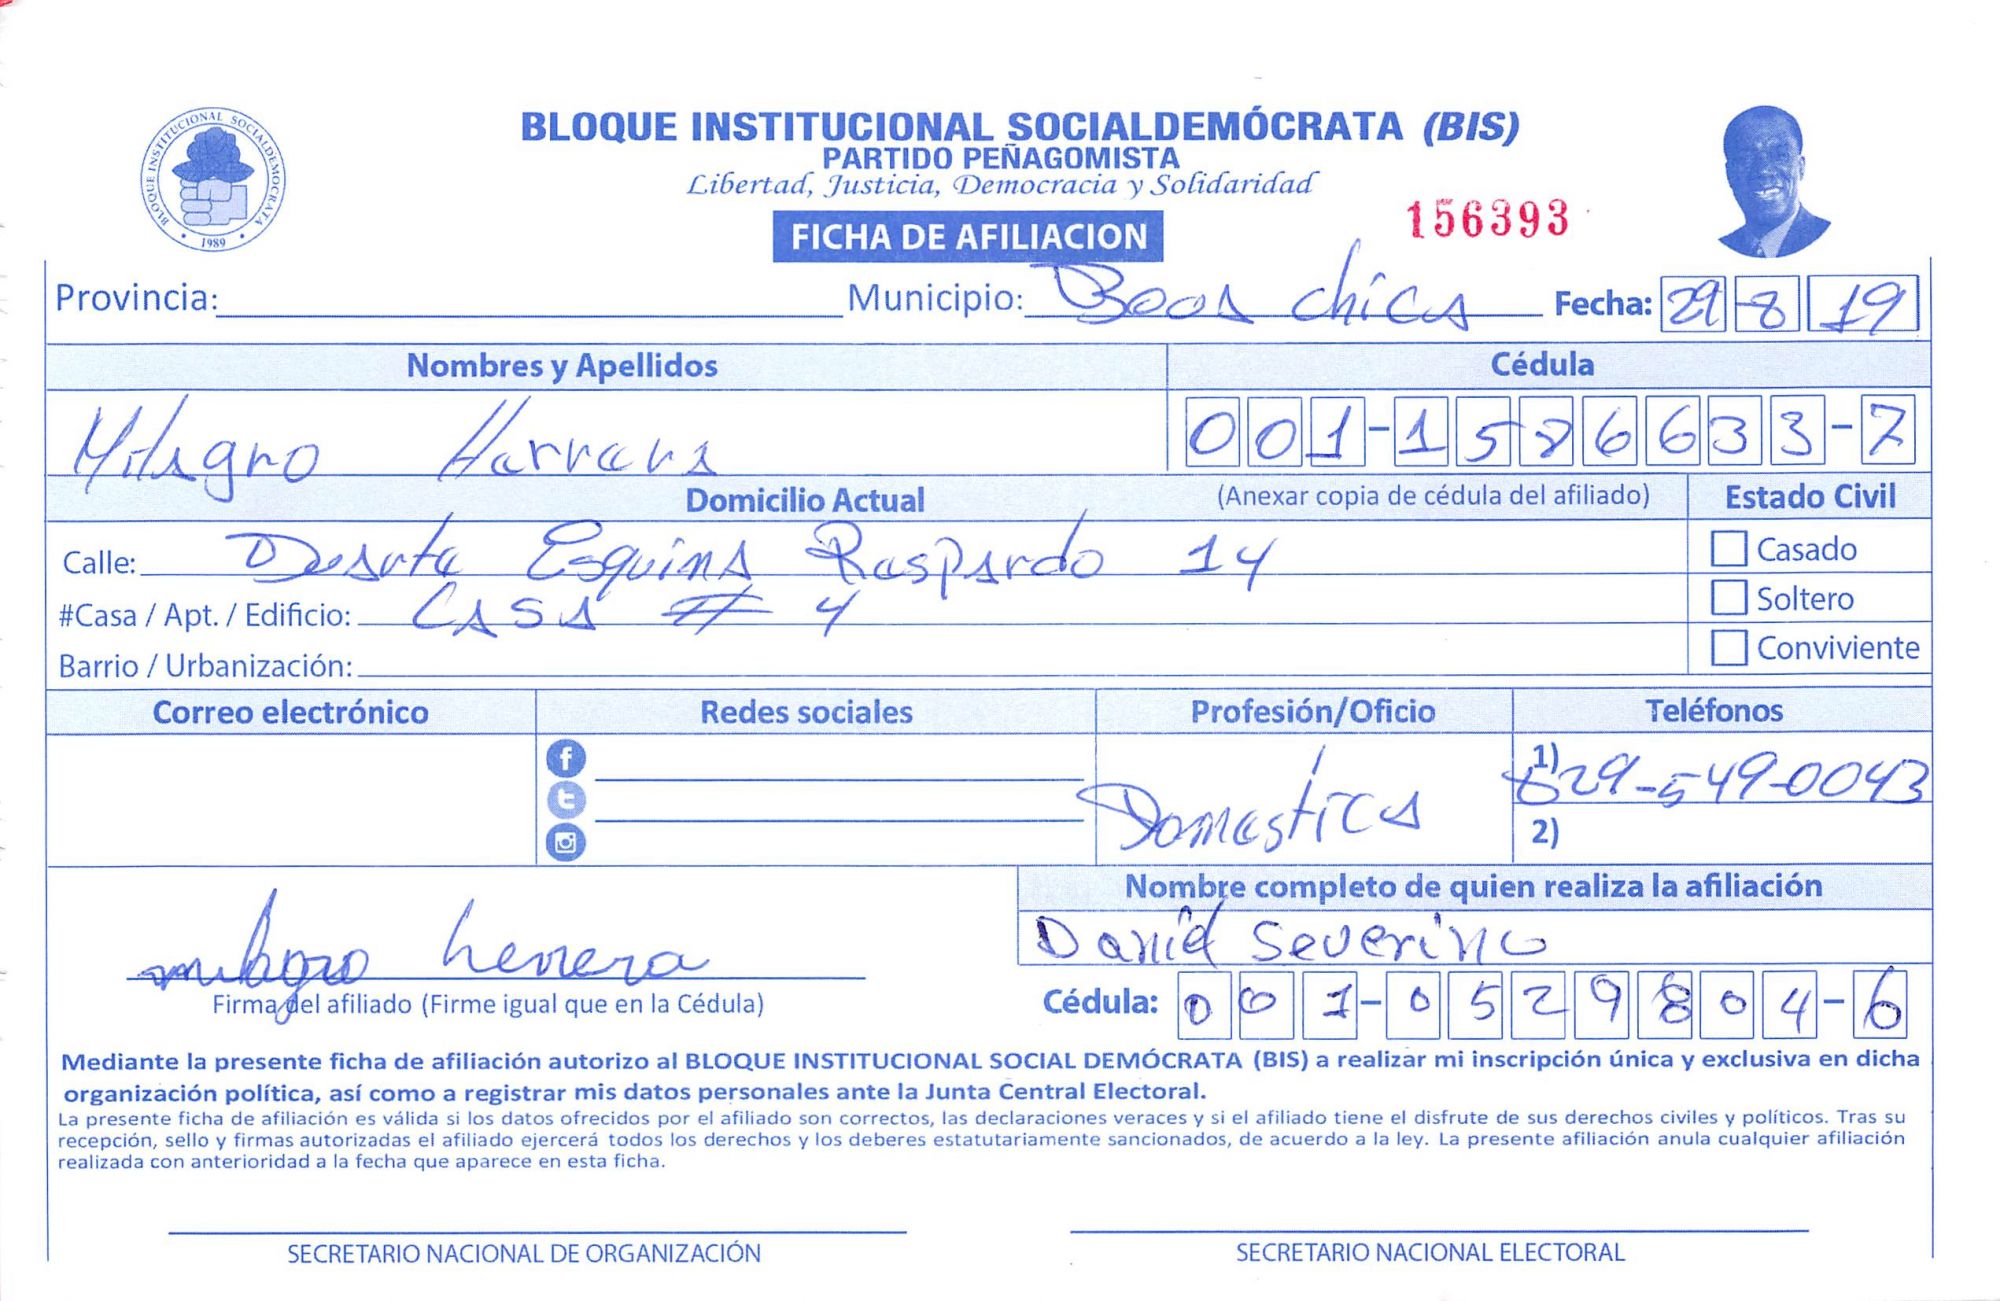 BLOQUE INSTITUCIONAL SOCIALDEMOCRATA
1989
BLOQUE INSTITUCIONAL SOCIALDEMÓCRATA (BIS)
PARTIDO PEÑAGOMISTA
Libertad, Justicia, Democracia y Solidaridad
FICHA DE AFILIACION
156393
Provincia: Municipio: Boca chica Fecha: 29-8-19
Nombres y Apellidos Cédula
Milagro Herrera 001-1586633-7
Domicilio Actual (Anexar copia de cédula del afiliado) Estado Civil
Calle: Esquina 14 Casado
#Casa / Apt. / Edificio: CASA # 4 Soltero
Barrio / Urbanización: Conviviente
Correo electrónico Redes sociales Profesión/Oficio Teléfonos
Domestica 1) 829-549-0043
2)
Nombre completo de quien realiza la afiliación
Daniel Severino
milagro herrera
Firma del afiliado (Firme igual que en la Cédula) Cédula: 001-0529804-6
Mediante la presente ficha de afiliación autorizo al BLOQUE INSTITUCIONAL SOCIAL DEMÓCRATA (BIS) a realizar mi inscripción única y exclusiva en dicha
organización política, así como a registrar mis datos personales ante la Junta Central Electoral.
La presente ficha de afiliación es válida si los datos ofrecidos por el afiliado son correctos, las declaraciones veraces y si el afiliado tiene el disfrute de sus derechos civiles y políticos. Tras su
recepción, sello y firmas autorizadas el afiliado ejercerá todos los derechos y los deberes estatutariamente sancionados, de acuerdo a la ley. La presente afiliación anula cualquier afiliación
realizada con anterioridad a la fecha que aparece en esta ficha.
SECRETARIO NACIONAL DE ORGANIZACIÓN SECRETARIO NACIONAL ELECTORAL